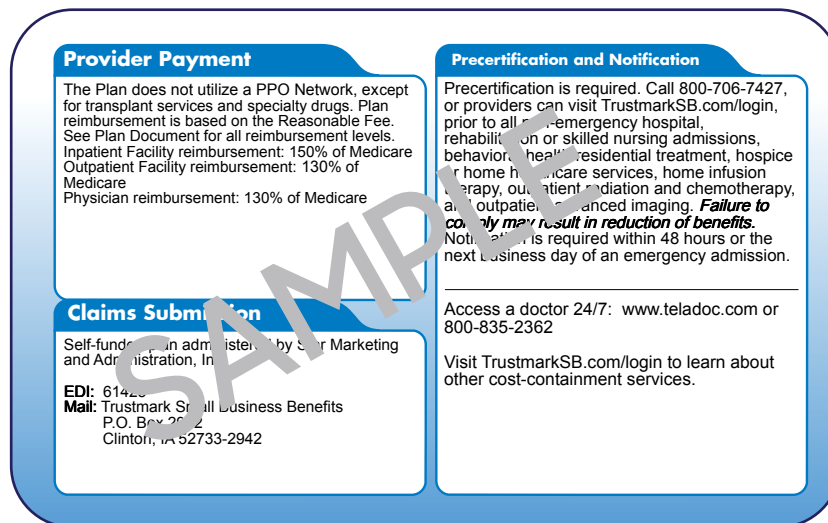 Provider Payment
The Plan does not utilize a PPO Network, except
for transplant services and specialty drugs. Plan
reimbursement is based on the Reasonable Fee.
See Plan Document for all reimbursement levels.
Inpatient Facility reimbursement: 150% of Medicare
Outpatient Facility reimbursement: 130% of
Medicare
Physician reimbursement: 130% of Medicare
Claims Submission
Self-funded plan administered by Star Marketing
and Administration, Inc.
EDI:
Mail: Trustmark Small Business Benefits
P.O. Box
Clinton, IA 52733-2942
Precertification and Notification
Precertification is required. Call 800-706-7427,
or providers can visit TrustmarkSB.com/login,
prior to all non-emergency hospital,
rehabilitation or skilled nursing admissions,
behavioral health residential treatment, hospice
or home healthcare services, home infusion
therapy, outpatient radiation and chemotherapy,
and outpatient advanced imaging. Failure to
comply may result in reduction of benefits.
Notification is required within 48 hours or the
next business day of an emergency admission.
Access a doctor 24/7: www.teladoc.com or
800-835-2362
Visit TrustmarkSB.com/login to learn about
other cost-containment services.
SAMPLE